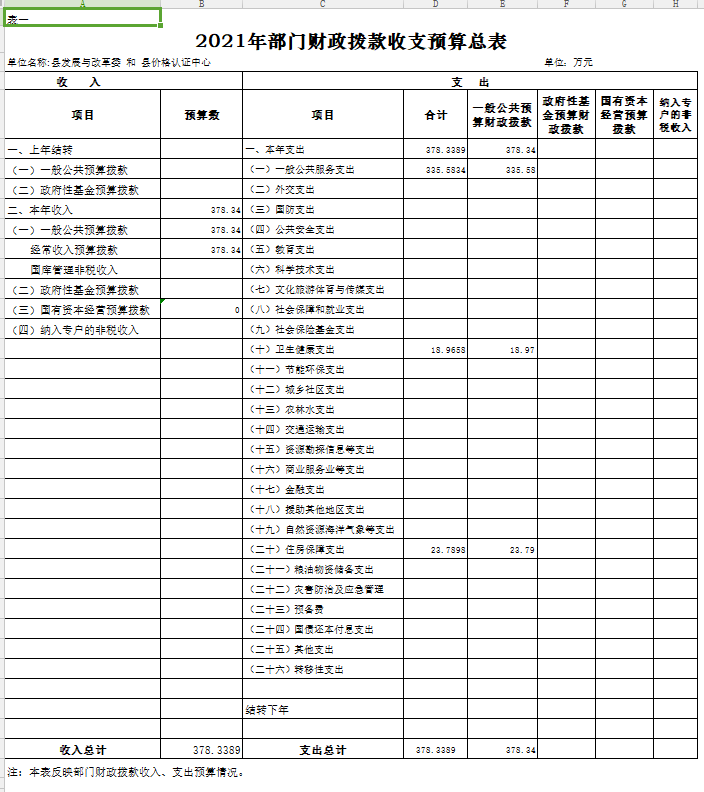 A B C D E F G H
表一
2021年部门财政拨款收支预算总表
单位名称:县发展与改革委 和 县价格认证中心 单位：万元
收 入 支 出
项目 预算数 项目 合计 一般公共预算财政拨款 政府性基金预算财政拨款 国有资本经营预算拨款 纳入专户的非税收入
一、上年结转 一、本年支出 378.3389 378.34
（一）一般公共预算拨款 （一）一般公共服务支出 335.5834 335.58
（二）政府性基金预算拨款 （二）外交支出
二、本年收入 378.34 （三）国防支出
（一）一般公共预算拨款 378.34 （四）公共安全支出
经常收入预算拨款 378.34 （五）教育支出
国库管理非税收入 （六）科学技术支出
（二）政府性基金预算拨款 （七）文化旅游体育与传媒支出
（三）国有资本经营预算拨款 0 （八）社会保障和就业支出
（四）纳入专户的非税收入 （九）社会保险基金支出
（十）卫生健康支出 18.9658 18.97
（十一）节能环保支出
（十二）城乡社区支出
（十三）农林水支出
（十四）交通运输支出
（十五）资源勘探信息等支出
（十六）商业服务业等支出
（十七）金融支出
（十八）援助其他地区支出
（十九）自然资源海洋气象等支出
（二十）住房保障支出 23.7898 23.79
（二十一）粮油物资储备支出
（二十二）灾害防治及应急管理
（二十三）预备费
（二十四）国债还本付息支出
（二十五）其他支出
（二十六）转移性支出
结转下年
收入总计 378.3389 支出总计 378.3389 378.34
注：本表反映部门财政拨款收入、支出预算情况。